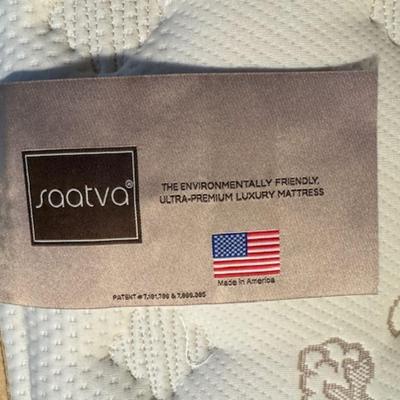 saatva®
THE ENVIRONMENTALLY FRIENDLY,
ULTRA-PREMIUM LUXURY MATTRESS
Made in America
PATENT #